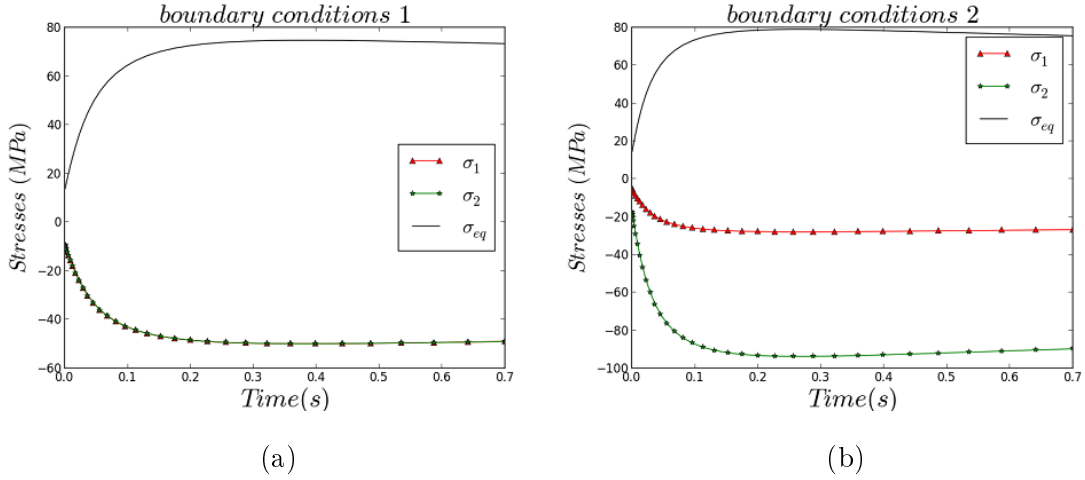 boundary conditions 1
80
60
40
20
0
−20
−40
−60
Stresses (MPa)
0.0 0.1 0.2 0.3 0.4 0.5 0.6 0.7
Time(s)
σ1
σ2
σeq
(a)
boundary conditions 2
80
60
40
20
0
−20
−40
−60
−80
−100
Stresses (MPa)
0.0 0.1 0.2 0.3 0.4 0.5 0.6 0.7
Time(s)
σ1
σ2
σeq
(b)